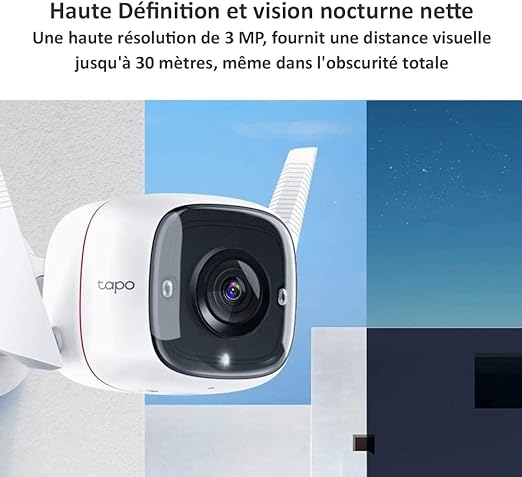 Haute Définition et vision nocturne nette
Une haute résolution de 3 MP, fournit une distance visuelle
jusqu'à 30 mètres, même dans l'obscurité totale
tapo